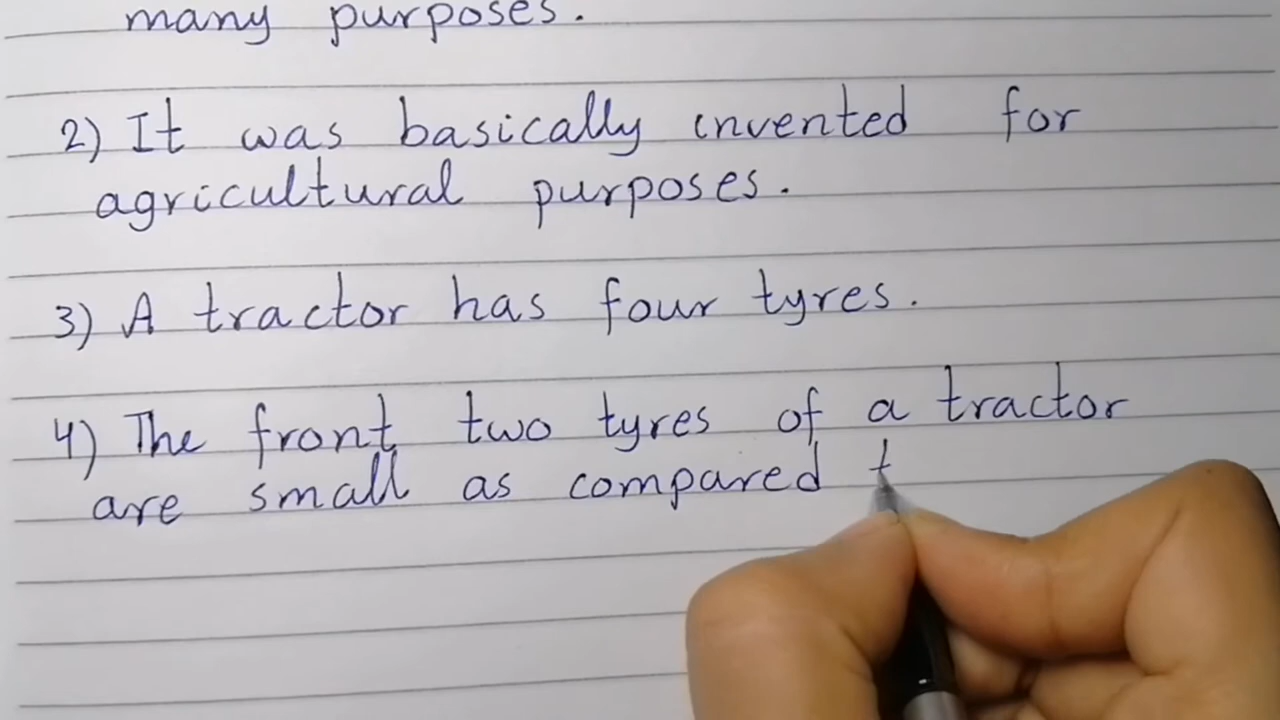 many purposes.
2) It was basically invented for
agricultural purposes.
3) A tractor has four tyres.
4) The front two tyres of a tractor
are small as compared t